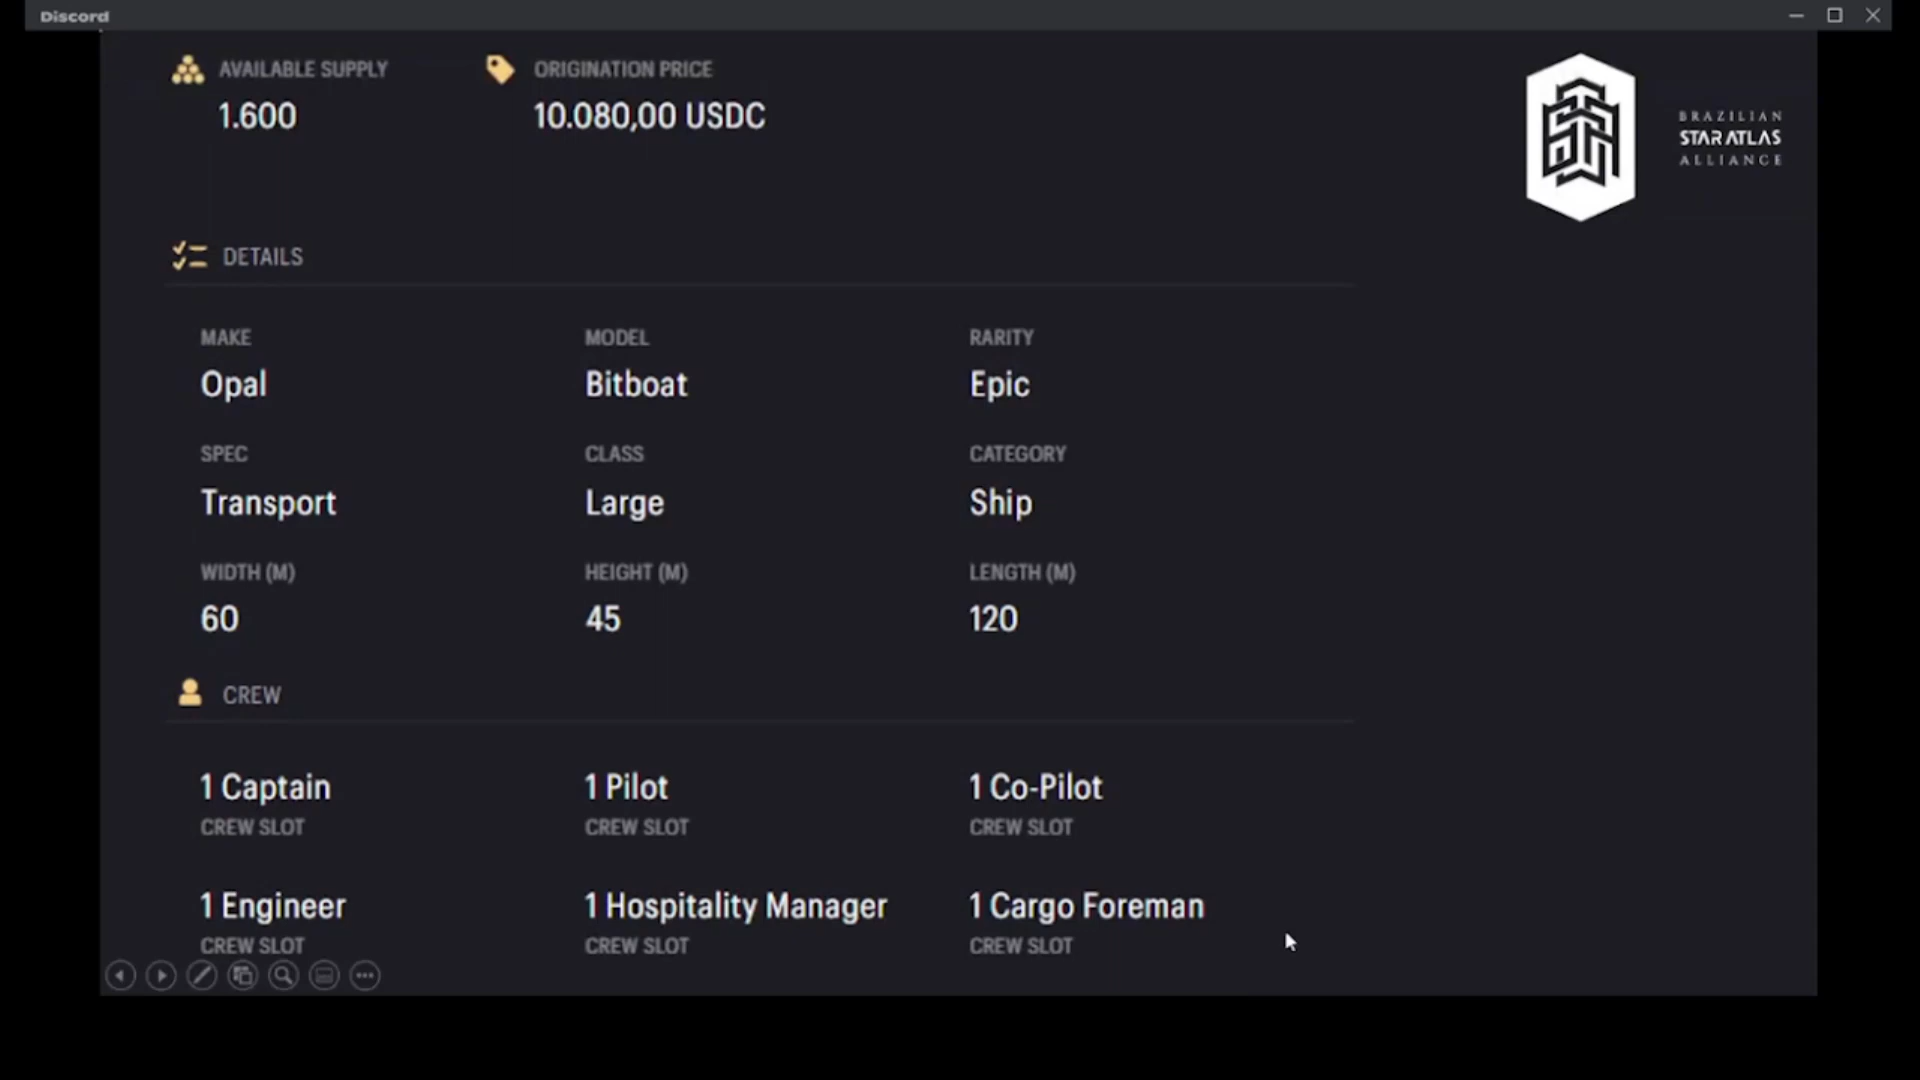 Discord
AVAILABLE SUPPLY
1.600
ORIGINATION PRICE
10.080,00 USDC
BRAZILIAN
STAR ATLAS
ALLIANCE
DETAILS
MAKE
Opal
MODEL
Bitboat
RARITY
Epic
SPEC
Transport
CLASS
Large
CATEGORY
Ship
WIDTH (M)
60
HEIGHT (M)
45
LENGTH (M)
120
CREW
1 Captain
CREW SLOT
1 Pilot
CREW SLOT
1 Co-Pilot
CREW SLOT
1 Engineer
CREW SLOT
1 Hospitality Manager
CREW SLOT
1 Cargo Foreman
CREW SLOT